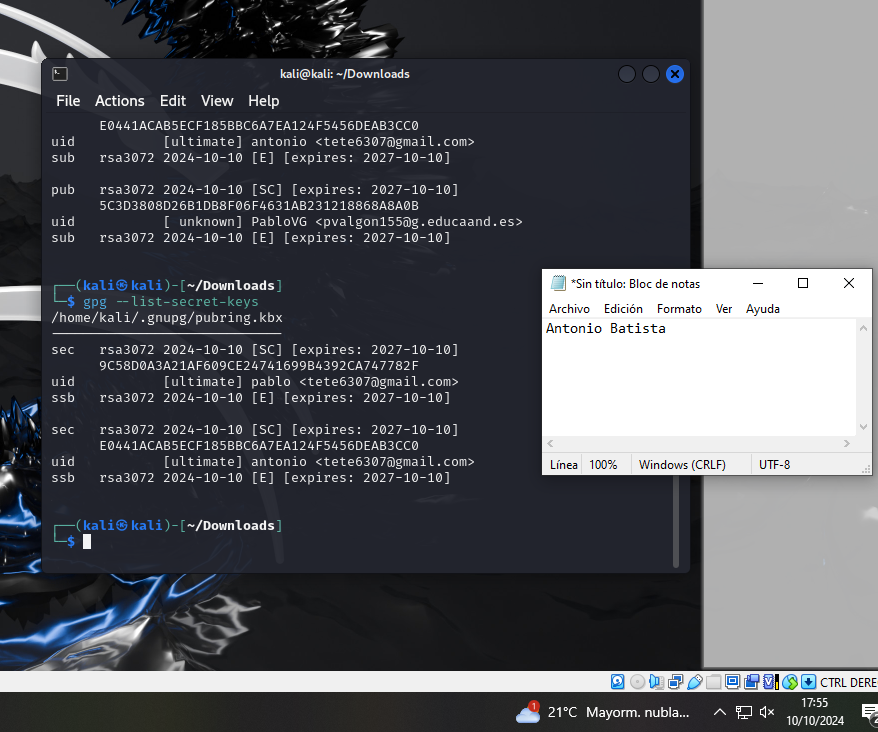 kali@kali: ~/Downloads
File Actions Edit View Help
E0441ACAB5ECF185BBC6A7EA124F5456DEAB3CC0
uid [ultimate] antonio <tete6307@gmail.com>
sub rsa3072 2024-10-10 [E] [expires: 2027-10-10]
pub rsa3072 2024-10-10 [SC] [expires: 2027-10-10]
5C3D3808D26B1DB8F06F4631AB231218868A8A0B
uid [ unknown] PabloVG <pvalgon155@g.educaand.es>
sub rsa3072 2024-10-10 [E] [expires: 2027-10-10]
(kali㉿kali)-[~/Downloads]
$ gpg --list-secret-keys
/home/kali/.gnupg/pubring.kbx
sec rsa3072 2024-10-10 [SC] [expires: 2027-10-10]
9C58D0A3A21AF609CE24741699B4392CA747782F
uid [ultimate] pablo <tete6307@gmail.com>
ssb rsa3072 2024-10-10 [E] [expires: 2027-10-10]
sec rsa3072 2024-10-10 [SC] [expires: 2027-10-10]
E0441ACAB5ECF185BBC6A7EA124F5456DEAB3CC0
uid [ultimate] antonio <tete6307@gmail.com>
ssb rsa3072 2024-10-10 [E] [expires: 2027-10-10]
(kali㉿kali)-[~/Downloads]
$
*Sin título: Bloc de notas
Archivo Edición Formato Ver Ayuda
Antonio Batista
Línea 100% Windows (CRLF) UTF-8
CTRL DERE
1 21°C Mayorm. nubla... 17:55
10/10/2024
2